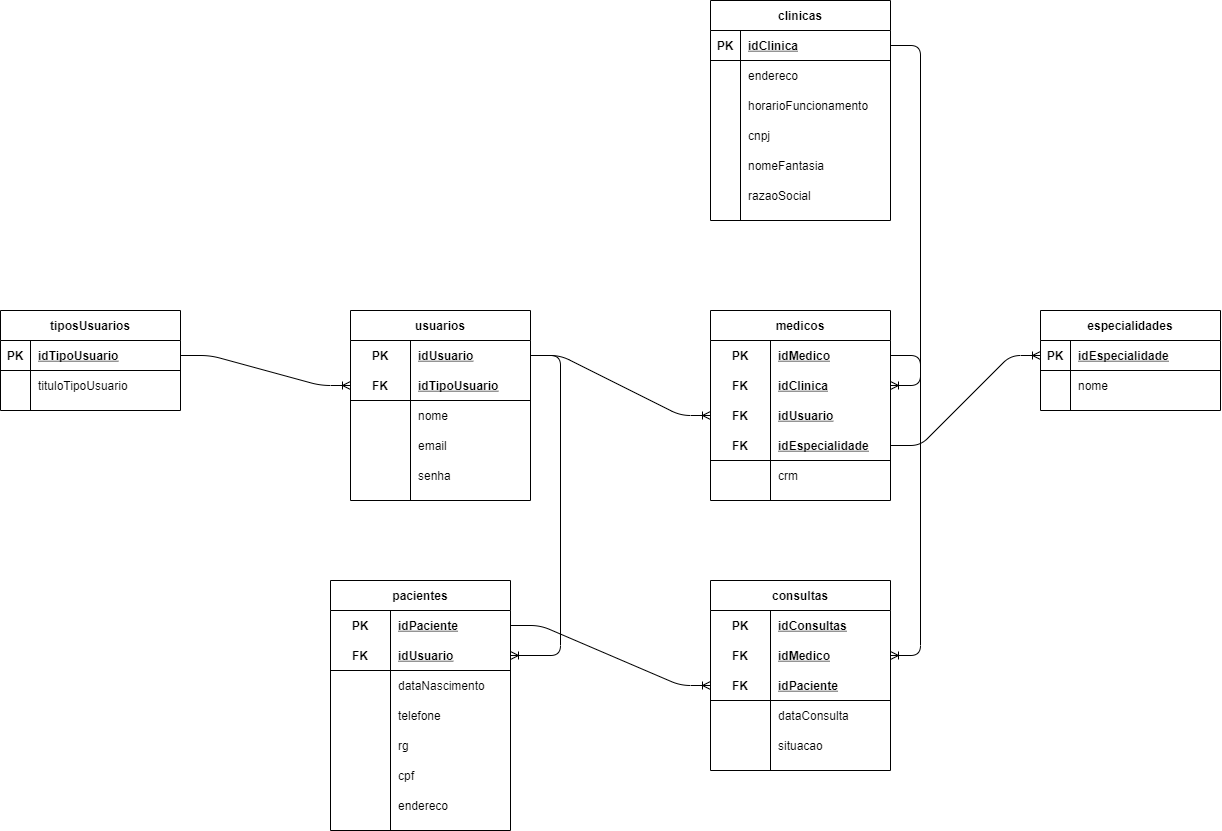 clinicas
PK idClinica
endereco
horarioFuncionamento
cnpj
nomeFantasia
razaoSocial
tiposUsuarios
PK idTipoUsuario
tituloTipoUsuario
usuarios
PK idUsuario
FK idTipoUsuario
nome
email
senha
medicos
PK idMedico
FK idClinica
FK idUsuario
FK idEspecialidade
crm
especialidades
PK idEspecialidade
nome
pacientes
PK idPaciente
FK idUsuario
dataNascimento
telefone
rg
cpf
endereco
consultas
PK idConsultas
FK idMedico
FK idPaciente
dataConsulta
situacao